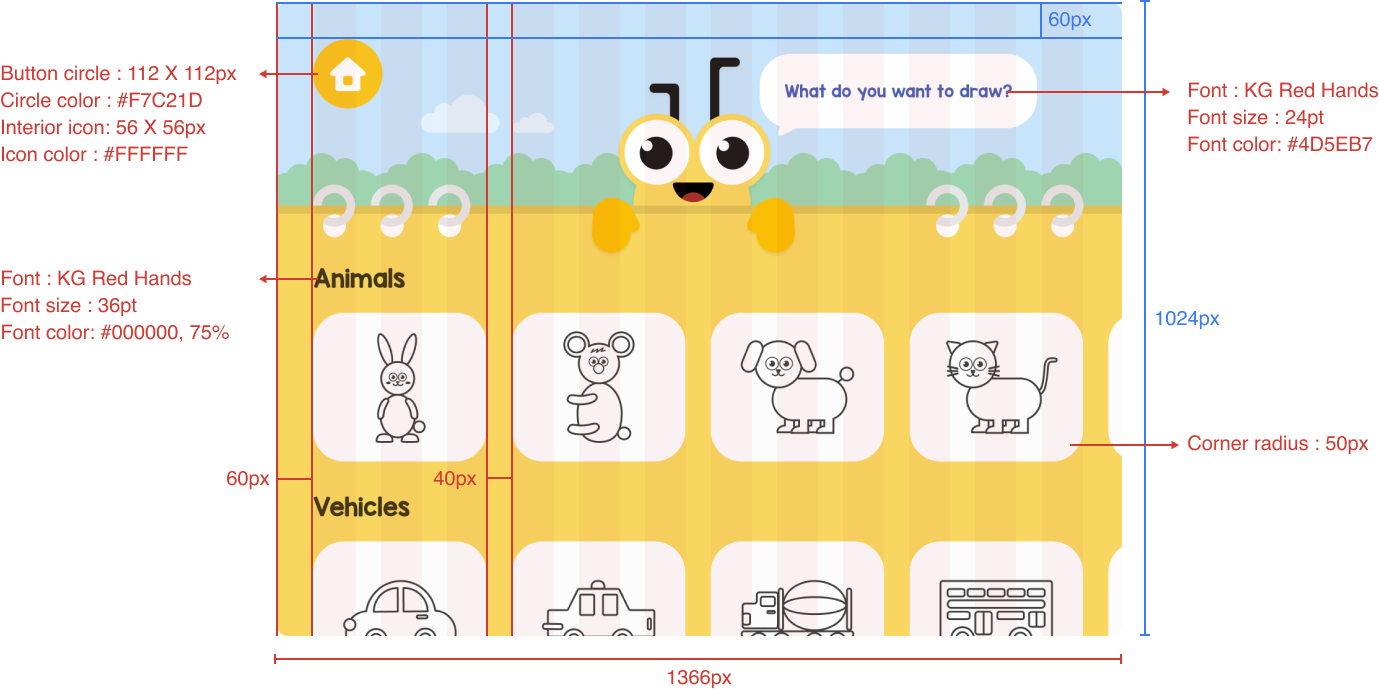 60px
Button circle : 112 X 112px
Circle color : #F7C21D
Interior icon: 56 X 56px
Icon color : #FFFFFF
What do you want to draw?
Font : KG Red Hands
Font size : 24pt
Font color: #4D5EB7
Font : KG Red Hands
Font size : 36pt
Font color: #000000, 75%
Animals
1024px
Corner radius : 50px
60px
40px
Vehicles
1366px